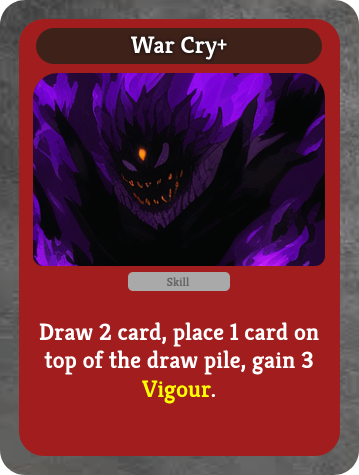 War Cry+
Skill
Draw 2 card, place 1 card on
top of the draw pile, gain 3
Vigour.